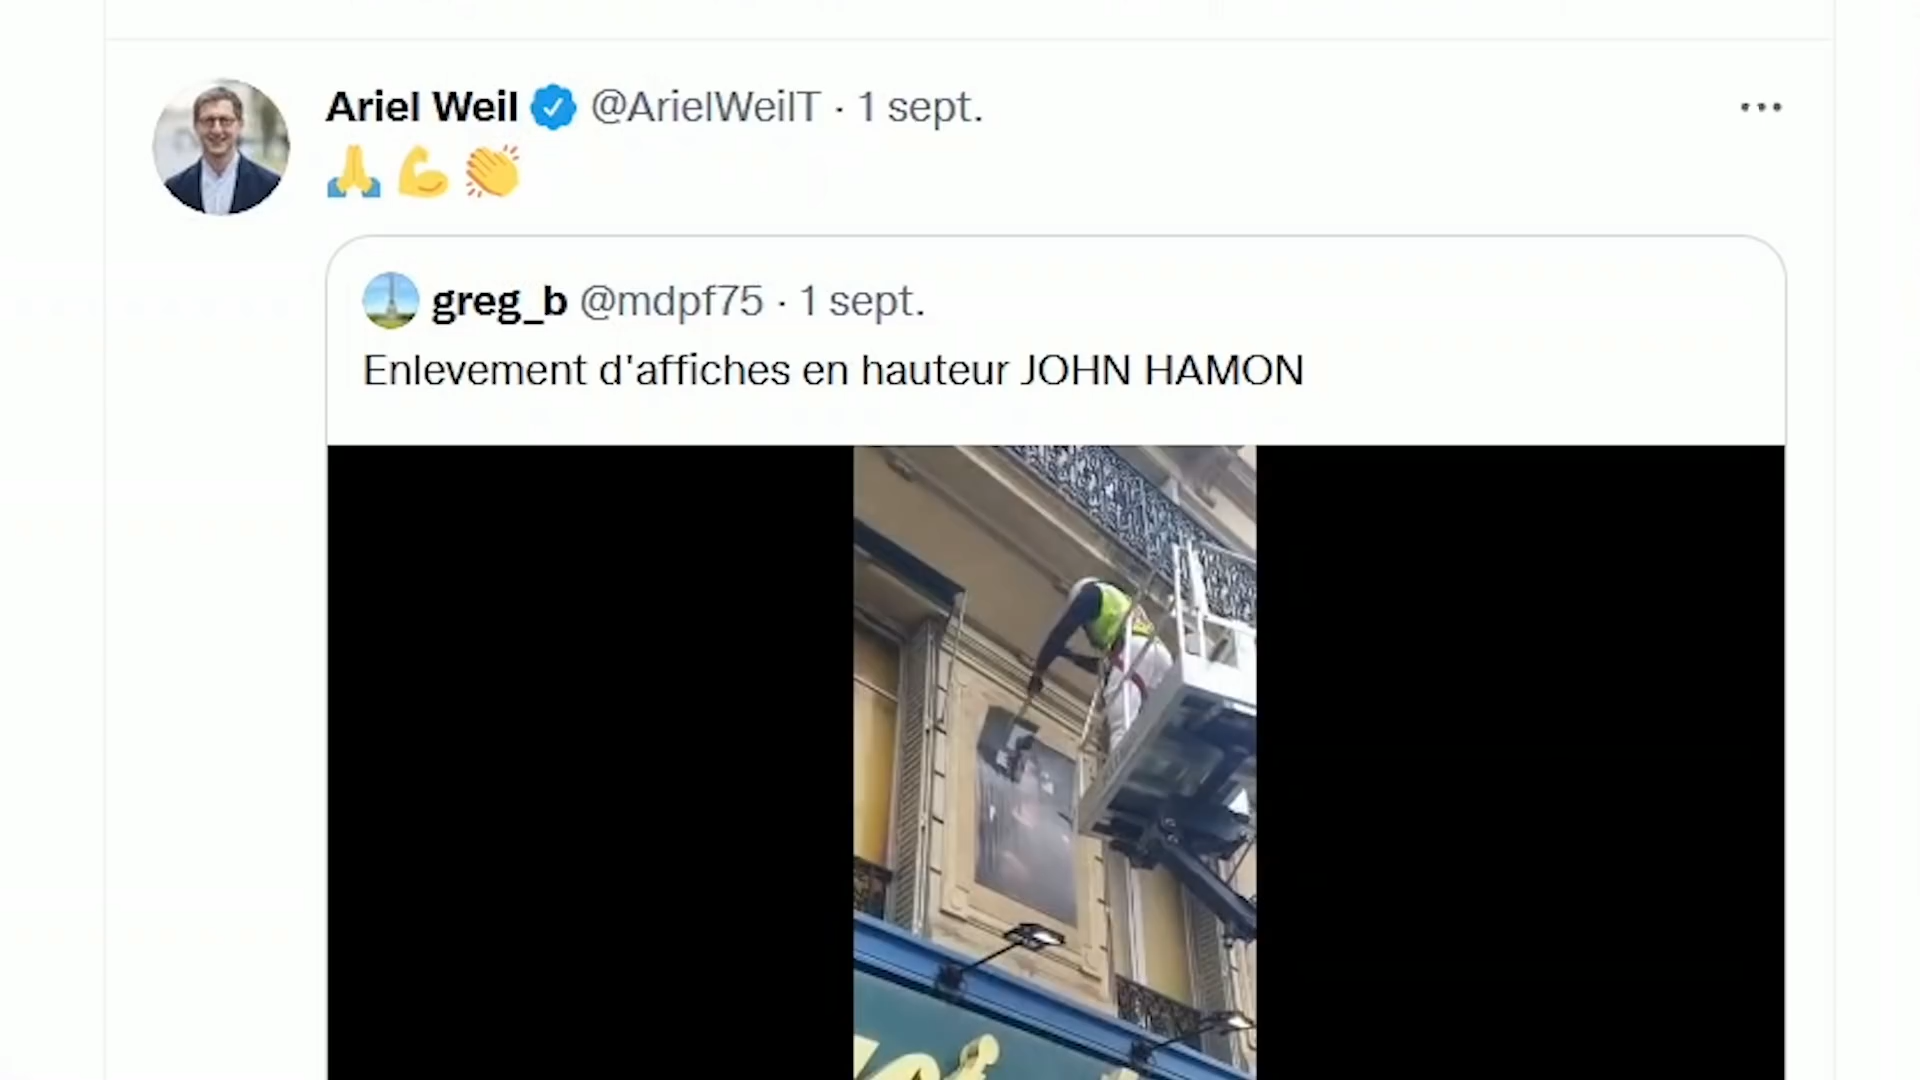 Ariel Weil @ArielWeilT · 1 sept.
🙏 💪 👏
greg_b @mdpf75 · 1 sept.
Enlevement d'affiches en hauteur JOHN HAMON